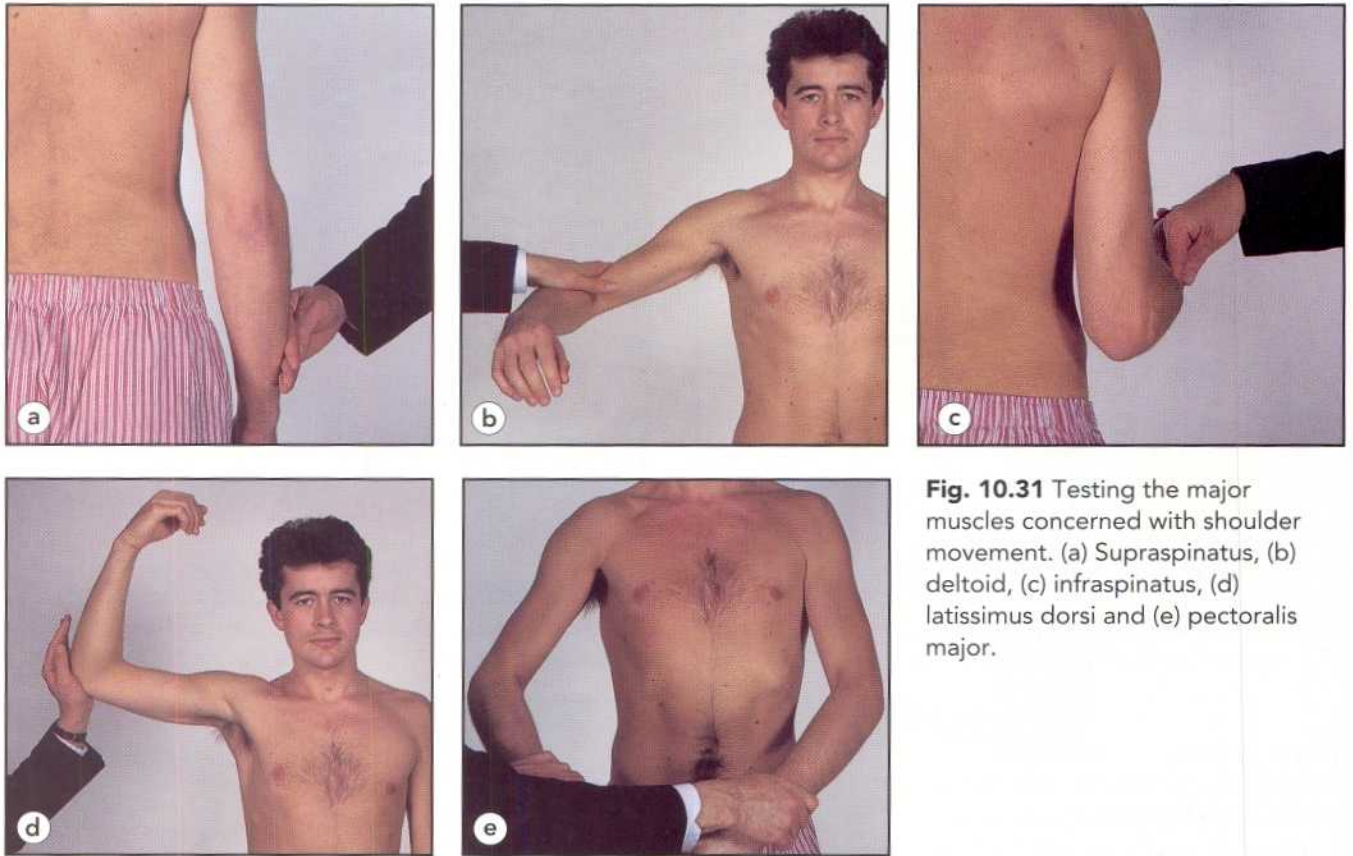 a
b
c
d
e
Fig. 10.31 Testing the major
muscles concerned with shoulder
movement. (a) Supraspinatus, (b)
deltoid, (c) infraspinatus, (d)
latissimus dorsi and (e) pectoralis
major.